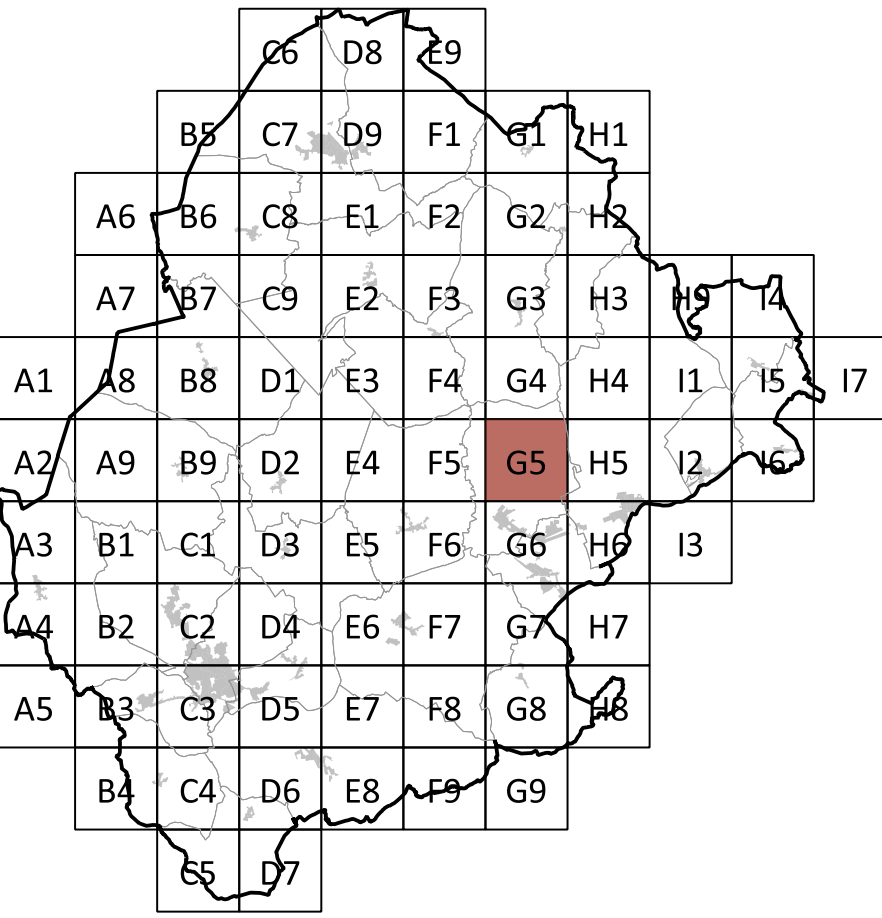 C6 D8 E9
B5 C7 D9 F1 G1 H1
A6 B6 C8 E1 F2 G2 H2
A7 B7 C9 E2 F3 G3 H3 H9 I4
A1 A8 B8 D1 E3 F4 G4 H4 I1 I5 I7
A2 A9 B9 D2 E4 F5 G5 H5 I2 I6
A3 B1 C1 D3 E5 F6 G6 H6 I3
A4 B2 C2 D4 E6 F7 G7 H7
A5 B3 C3 D5 E7 F8 G8 H8
B4 C4 D6 E8 F9 G9
C5 D7